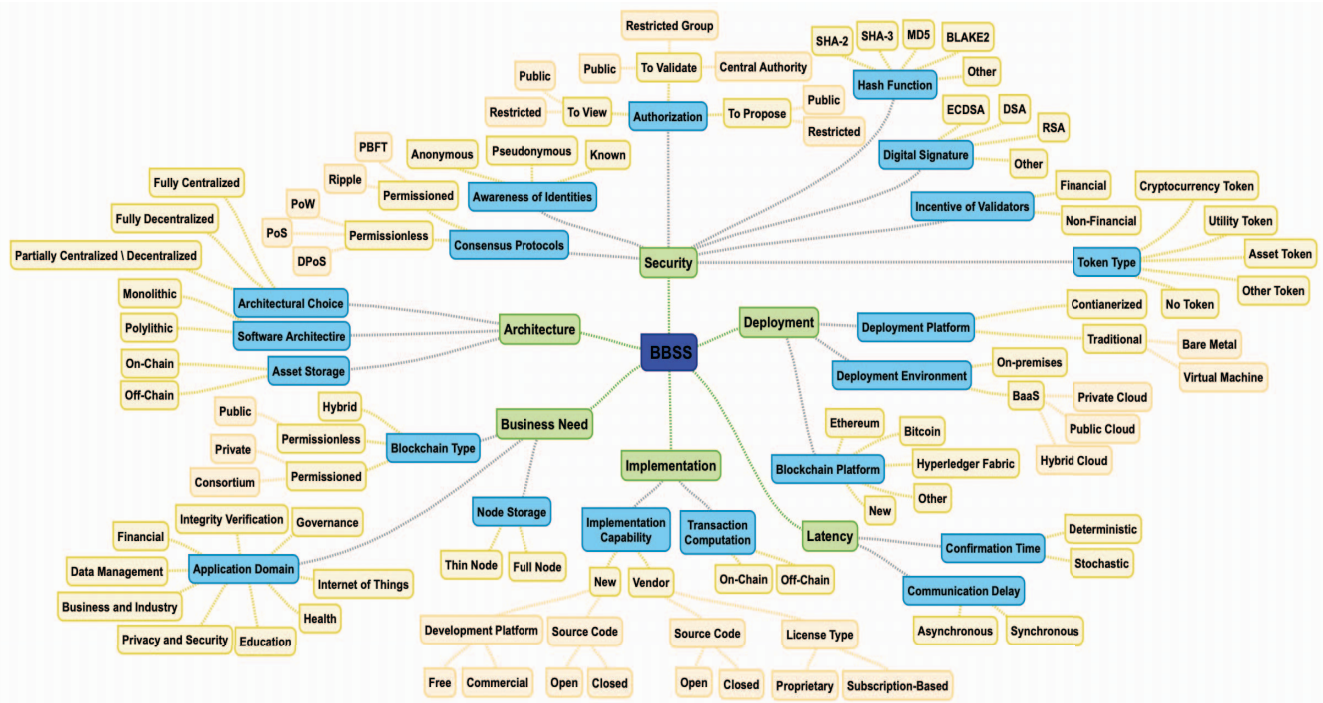 Restricted Group
SHA-2
SHA-3
MD5
BLAKE2
Public
To Validate
Central Authority
Other
Hash Function
Public
Restricted
To View
Authorization
To Propose
Public
Restricted
ECDSA
DSA
RSA
Digital Signature
Other
PBFT
Anonymous
Pseudonymous
Known
Ripple
Permissioned
Awareness of Identities
Financial
Incentive of Validators
Non-Financial
Cryptocurrency Token
Utility Token
Asset Token
Other Token
No Token
Token Type
Fully Centralized
Fully Decentralized
Partially Centralized \ Decentralized
PoW
PoS
DPoS
Permissionless
Consensus Protocols
Security
Monolithic
Polylithic
On-Chain
Off-Chain
Architectural Choice
Software Architectire
Asset Storage
Architecture
BBSS
Deployment
Deployment Platform
Contianerized
Traditional
Bare Metal
Virtual Machine
Deployment Environment
On-premises
BaaS
Private Cloud
Public Cloud
Hybrid Cloud
Public
Private
Consortium
Hybrid
Permissionless
Permissioned
Blockchain Type
Business Need
Ethereum
Bitcoin
Blockchain Platform
Hyperledger Fabric
Other
New
Implementation
Node Storage
Thin Node
Full Node
Implementation
Capability
Transaction
Computation
On-Chain
Off-Chain
Latency
Confirmation Time
Deterministic
Stochastic
Communication Delay
Asynchronous
Synchronous
Integrity Verification
Governance
Financial
Data Management
Application Domain
Internet of Things
Business and Industry
Health
Privacy and Security
Education
New
Vendor
Development Platform
Source Code
Source Code
License Type
Free
Commercial
Open
Closed
Open
Closed
Proprietary
Subscription-Based